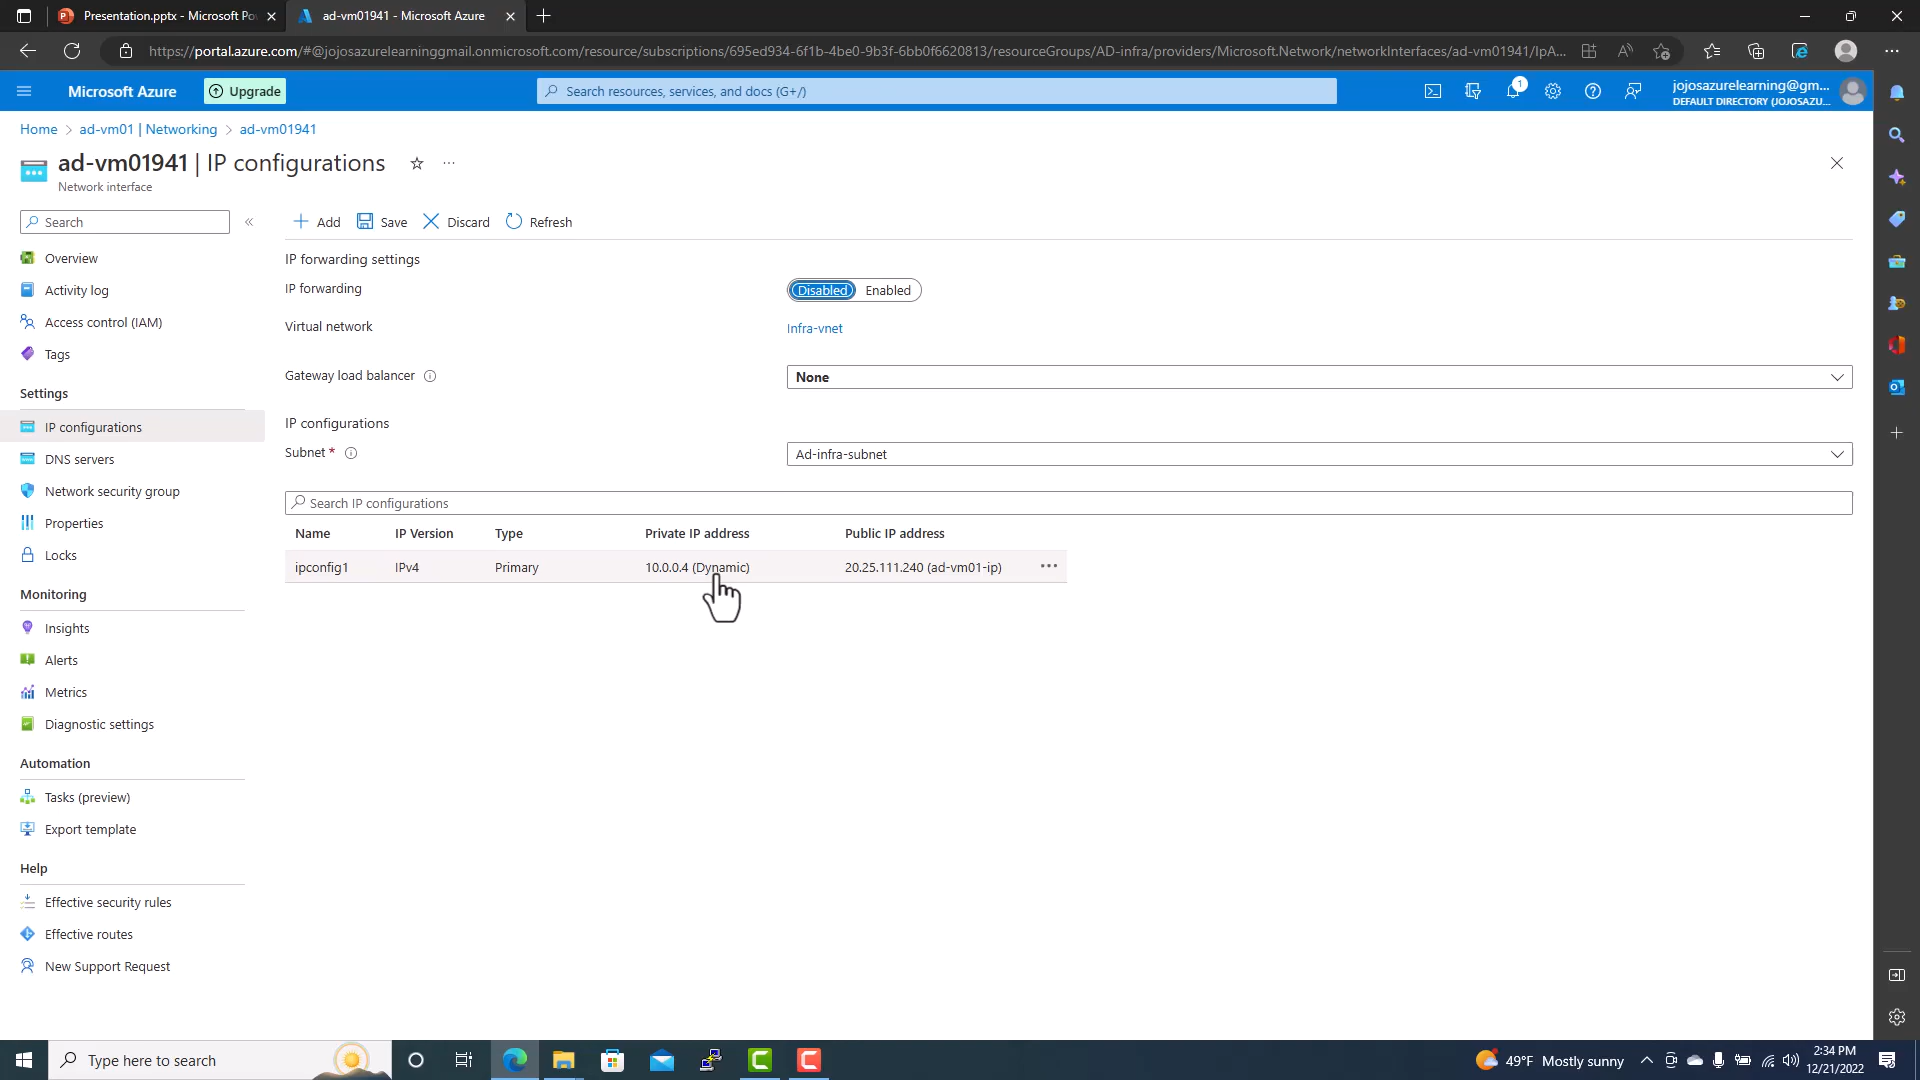 Presentation.pptx - Microsoft Po
ad-vm01941 - Microsoft Azure
https://portal.azure.com/#@jojosazurelearninggmail.onmicrosoft.com/resource/subscriptions/695ed934-6f1b-4be0-9b3f-6bb0f6620813/resourceGroups/AD-infra/providers/Microsoft.Network/networkInterfaces/ad-vm01941/IpA...
Microsoft Azure
Upgrade
Search resources, services, and docs (G+/)
1
jojosazurelearning@gm...
DEFAULT DIRECTORY (JOJOSAZU...
Home > ad-vm01 | Networking > ad-vm01941
ad-vm01941 | IP configurations
Network interface
Search
Add Save Discard Refresh
Overview
Activity log
Access control (IAM)
Tags
Settings
IP configurations
DNS servers
Network security group
Properties
Locks
Monitoring
Insights
Alerts
Metrics
Diagnostic settings
Automation
Tasks (preview)
Export template
Help
Effective security rules
Effective routes
New Support Request
IP forwarding settings
IP forwarding Disabled Enabled
Virtual network Infra-vnet
Gateway load balancer None
IP configurations
Subnet * Ad-infra-subnet
Search IP configurations
Name IP Version Type Private IP address Public IP address
ipconfig1 IPv4 Primary 10.0.0.4 (Dynamic) 20.25.111.240 (ad-vm01-ip)
Type here to search
49°F Mostly sunny
2:34 PM
12/21/2022